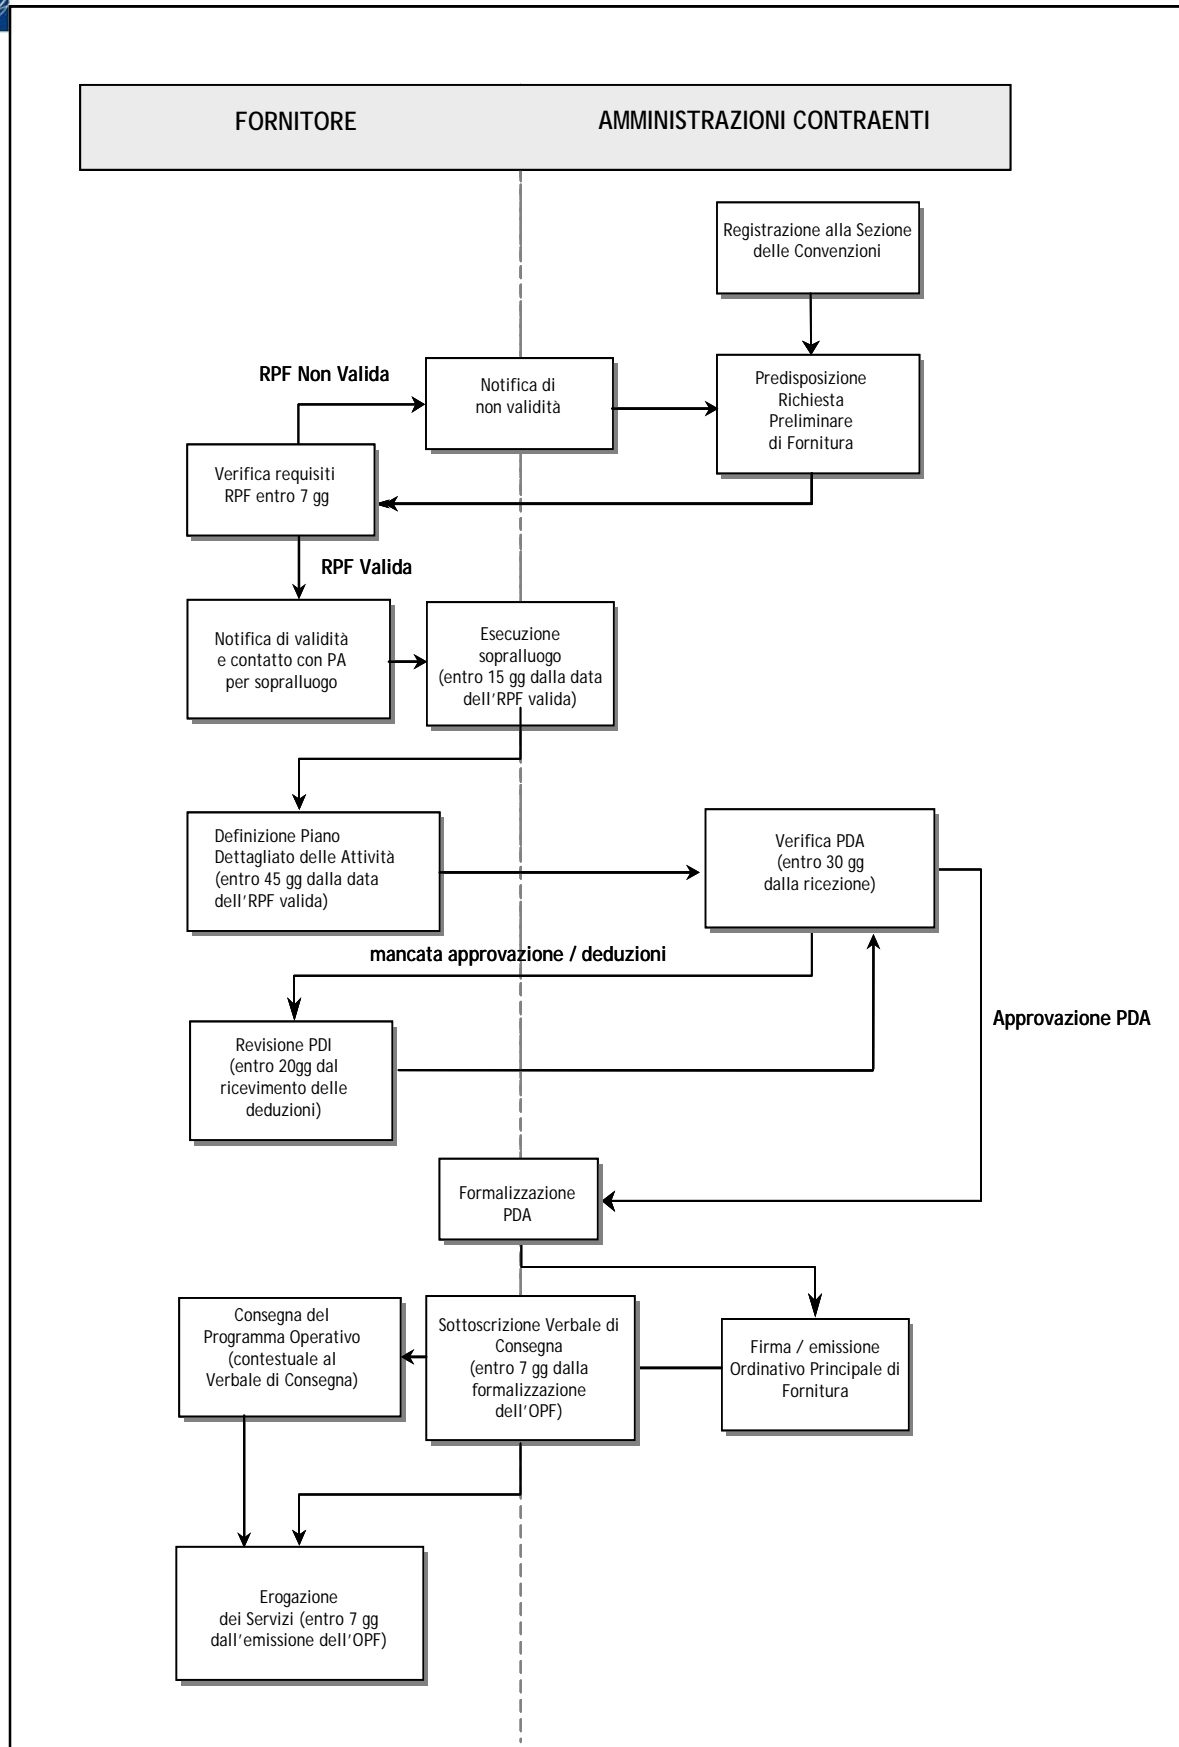 FORNITORE
AMMINISTRAZIONI CONTRAENTI
Registrazione alla Sezione
delle Convenzioni
RPF Non Valida
Notifica di
non validità
Predisposizione
Richiesta
Preliminare
di Fornitura
Verifica requisiti
RPF entro 7 gg
RPF Valida
Notifica di validità
e contatto con PA
per sopralluogo
Esecuzione
sopralluogo
(entro 15 gg dalla data
dell'RPF valida)
Definizione Piano
Dettagliato delle Attività
(entro 45 gg dalla data
dell'RPF valida)
Verifica PDA
(entro 30 gg
dalla ricezione)
mancata approvazione / deduzioni
Approvazione PDA
Revisione PDI
(entro 20gg dal
ricevimento delle
deduzioni)
Formalizzazione
PDA
Consegna del
Programma Operativo
(contestuale al
Verbale di Consegna)
Sottoscrizione Verbale di
Consegna
(entro 7 gg dalla
formalizzazione
dell'OPF)
Firma / emissione
Ordinativo Principale di
Fornitura
Erogazione
dei Servizi (entro 7 gg
dall'emissione dell'OPF)